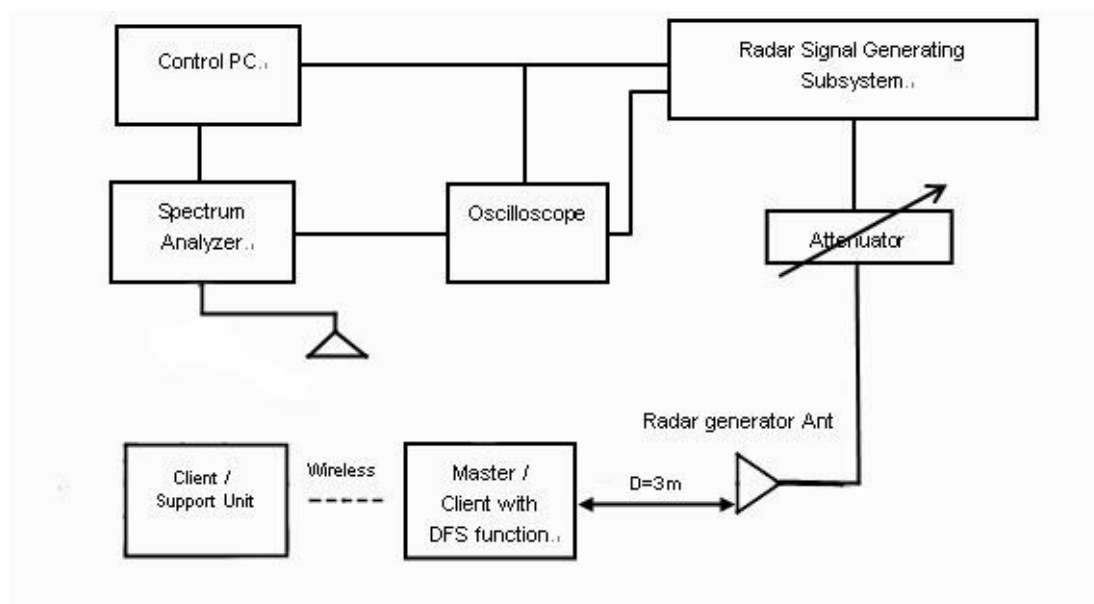 Control PC
Radar Signal Generating
Subsystem
Spectrum
Analyzer
Oscilloscope
Attenuator
Radar generator Ant
Client /
Support Unit
Wireless
Master /
Client with
DFS function
D=3m